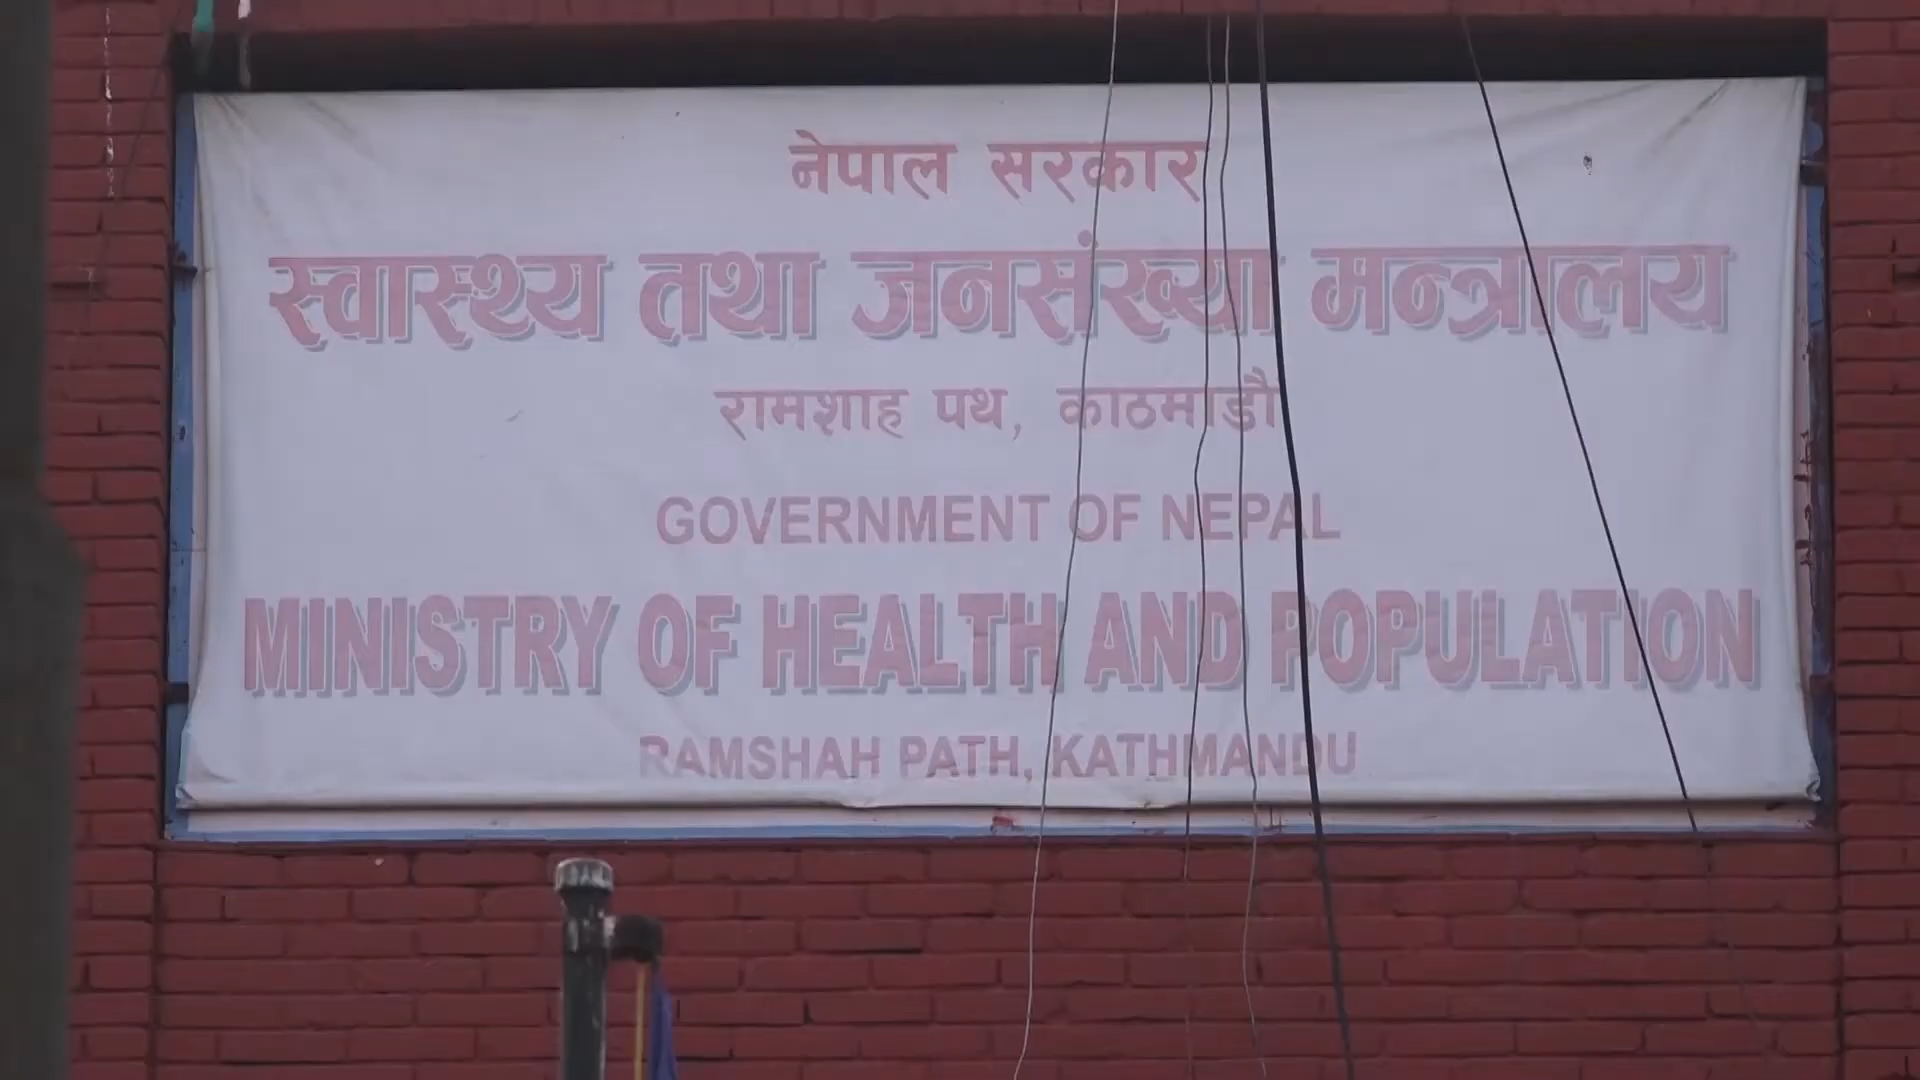 नेपाल सरकार
स्वास्थ्य तथा जनसंख्या मन्त्रालय
रामशाह पथ, काठमाडौं
GOVERNMENT OF NEPAL
MINISTRY OF HEALTH AND POPULATION
RAMSHAH PATH, KATHMANDU